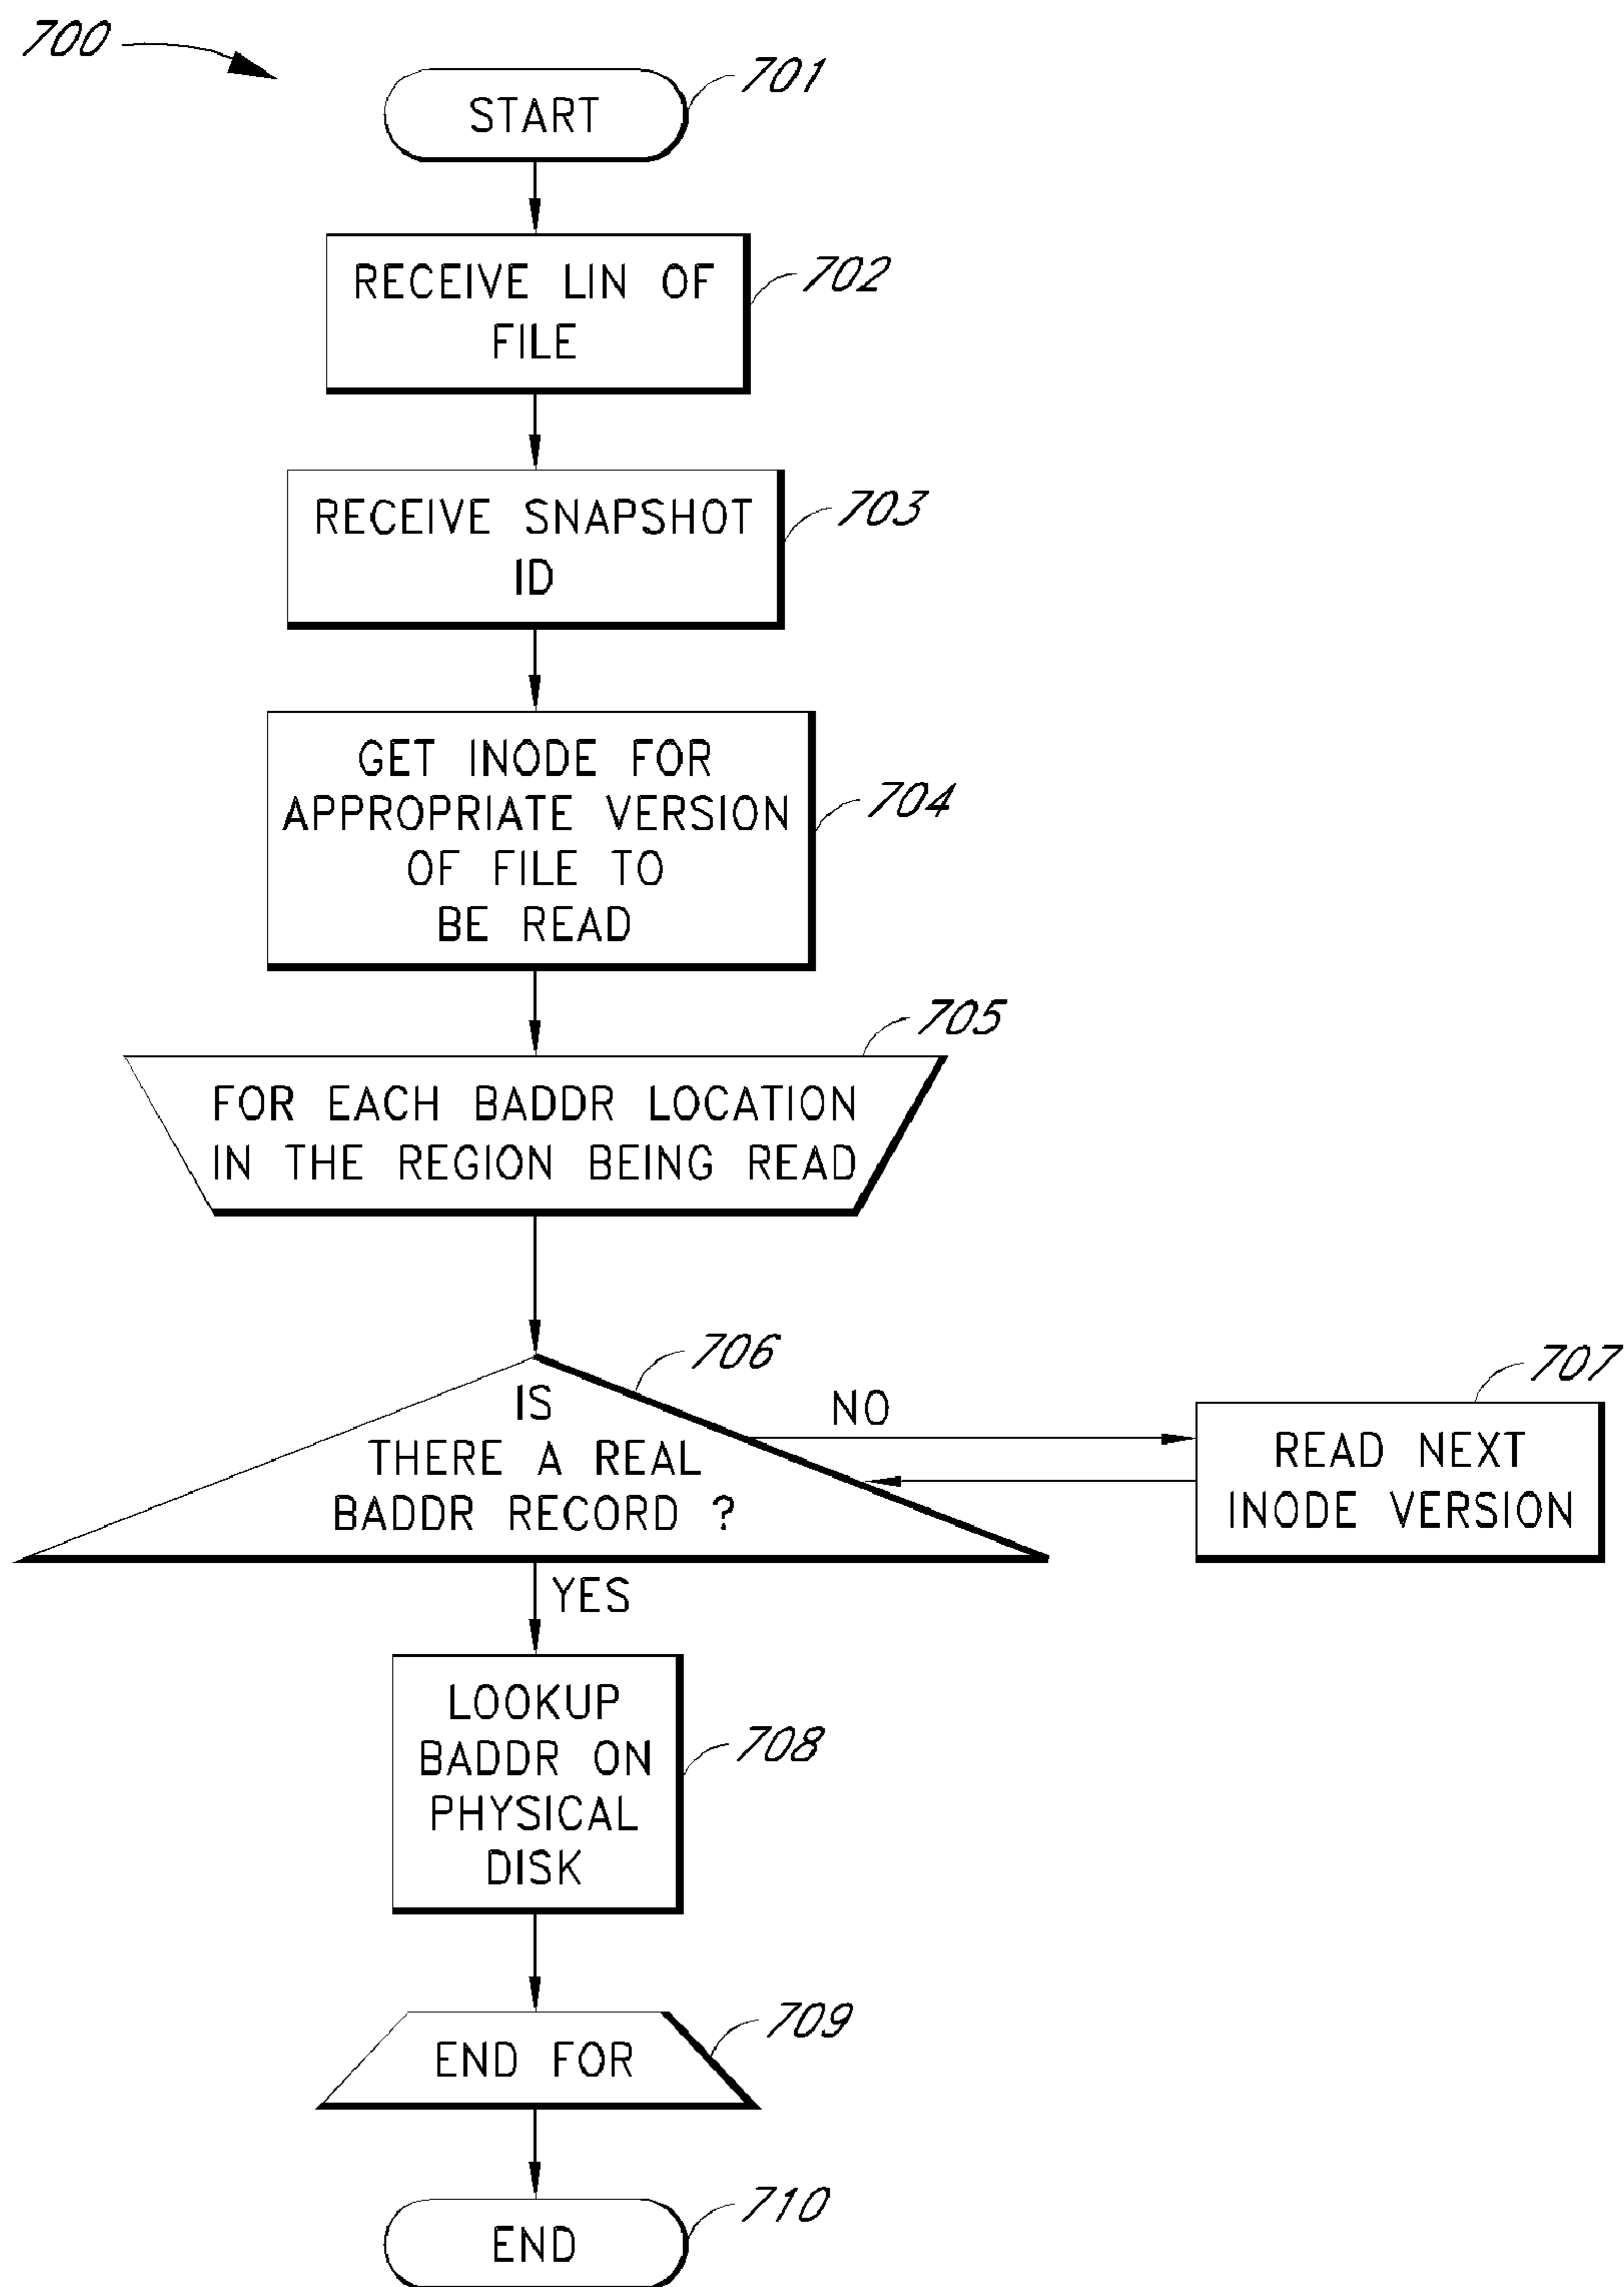 700
701
START
702
RECEIVE LIN OF
FILE
703
RECEIVE SNAPSHOT
ID
704
GET INODE FOR
APPROPRIATE VERSION
OF FILE TO
BE READ
705
FOR EACH BADDR LOCATION
IN THE REGION BEING READ
706
IS
THERE A REAL
BADDR RECORD ?
NO
707
READ NEXT
INODE VERSION
YES
708
LOOKUP
BADDR ON
PHYSICAL
DISK
709
END FOR
710
END